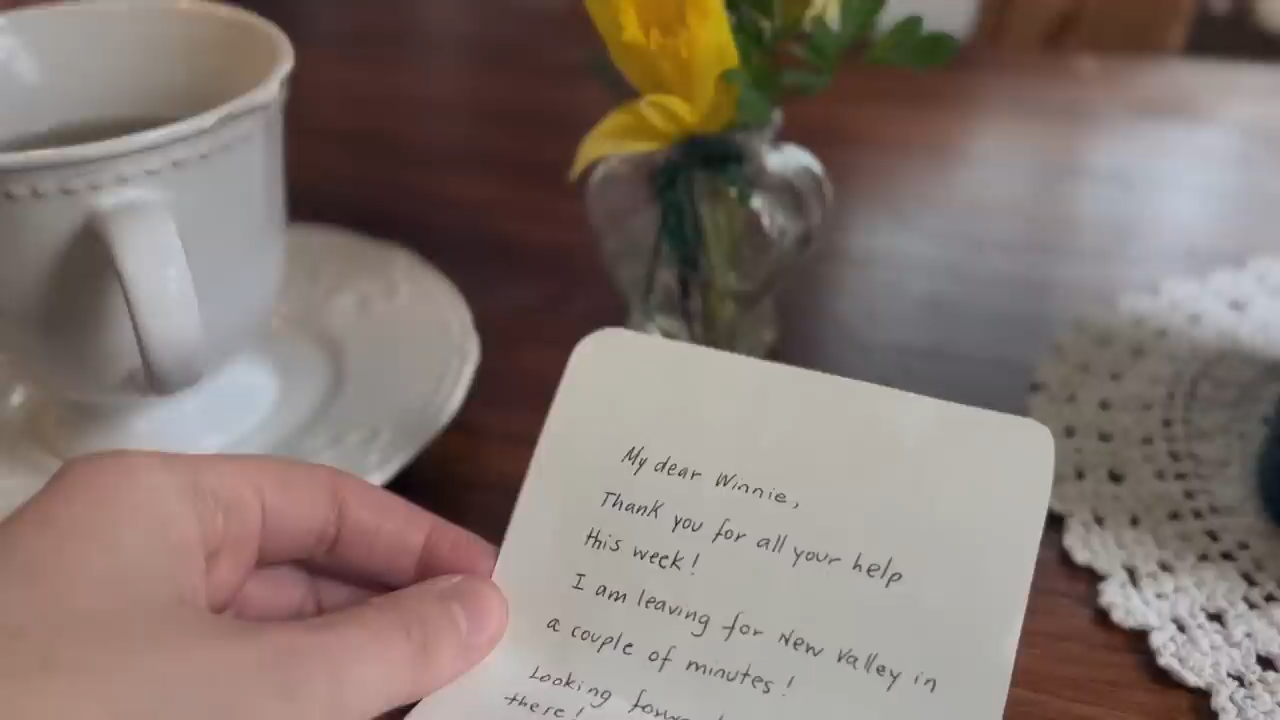 My dear Winnie,
Thank you for all your help
this week!
I am leaving for New Valley in
a couple of minutes!
Looking
there!